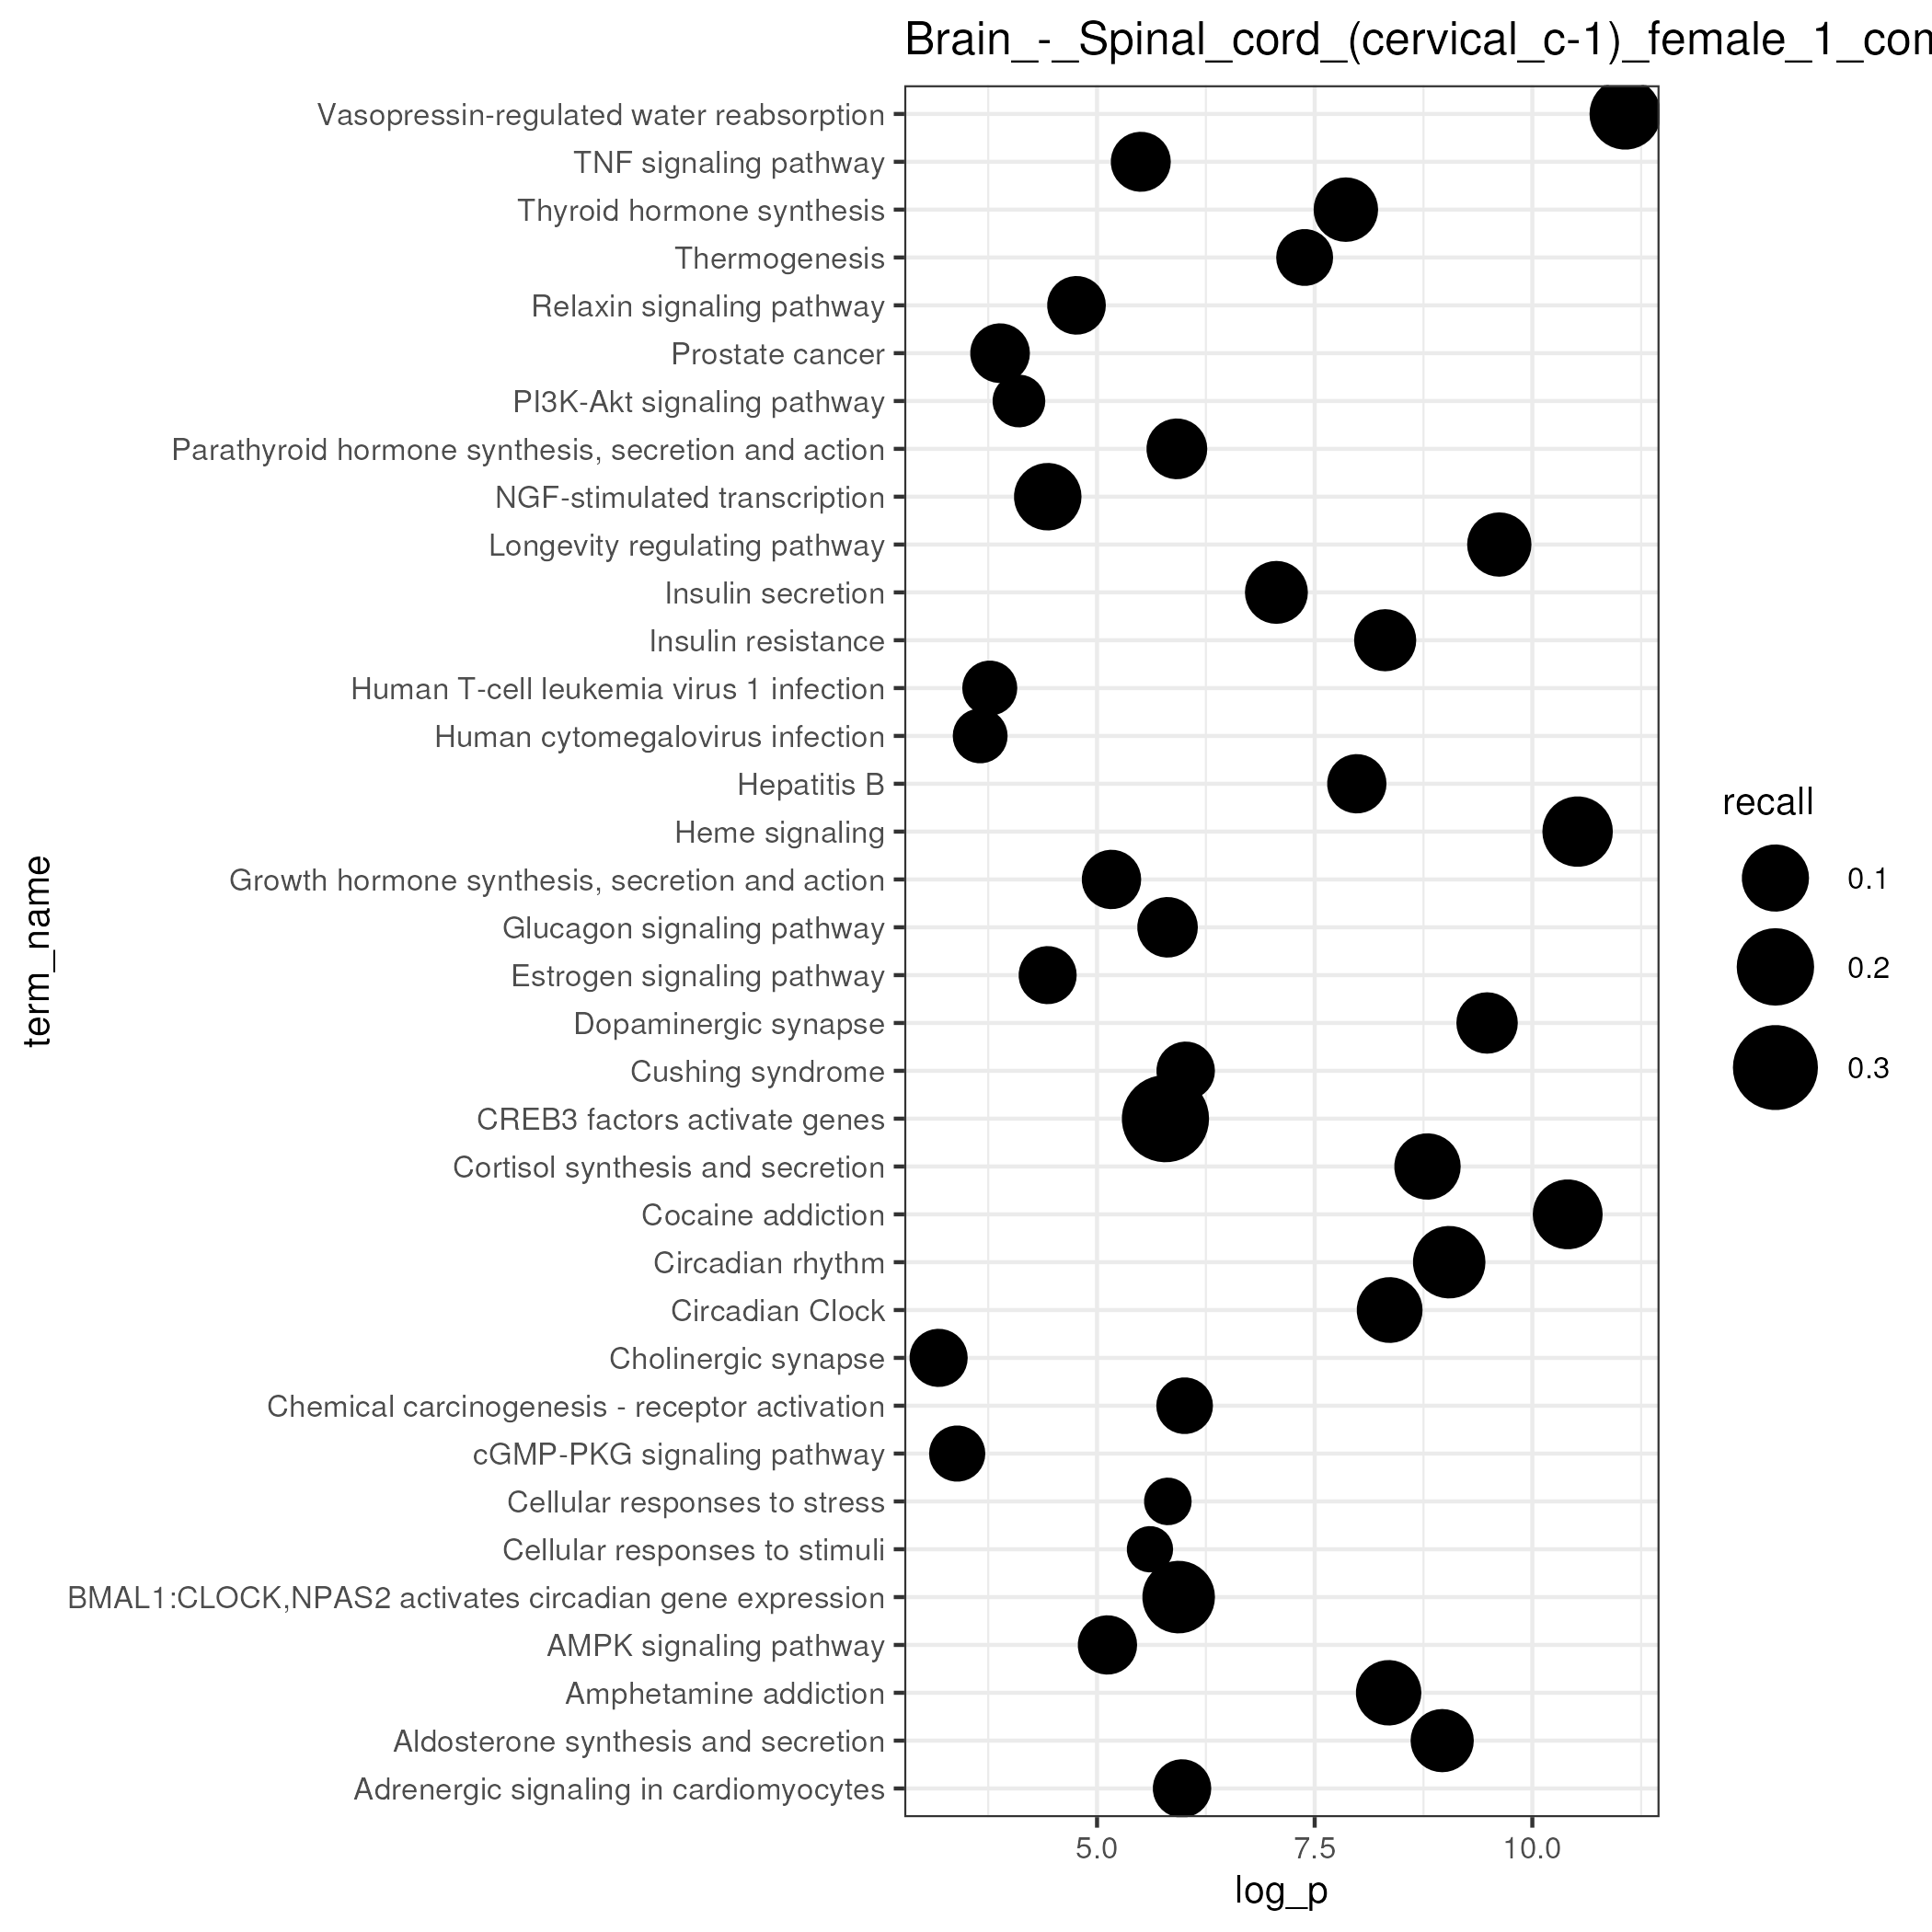 Brain_-_Spinal_cord_(cervical_c-1)_female_1_con
Vasopressin-regulated water reabsorption
TNF signaling pathway
Thyroid hormone synthesis
Thermogenesis
Relaxin signaling pathway
Prostate cancer
PI3K-Akt signaling pathway
Parathyroid hormone synthesis, secretion and action
NGF-stimulated transcription
Longevity regulating pathway
Insulin secretion
Insulin resistance
Human T-cell leukemia virus 1 infection
Human cytomegalovirus infection
Hepatitis B
Heme signaling
Growth hormone synthesis, secretion and action
Glucagon signaling pathway
Estrogen signaling pathway
Dopaminergic synapse
Cushing syndrome
CREB3 factors activate genes
Cortisol synthesis and secretion
Cocaine addiction
Circadian rhythm
Circadian Clock
Cholinergic synapse
Chemical carcinogenesis - receptor activation
cGMP-PKG signaling pathway
Cellular responses to stress
Cellular responses to stimuli
BMAL1:CLOCK,NPAS2 activates circadian gene expression
AMPK signaling pathway
Amphetamine addiction
Aldosterone synthesis and secretion
Adrenergic signaling in cardiomyocytes
term_name
5.0 7.5 10.0
log_p
recall
0.1
0.2
0.3